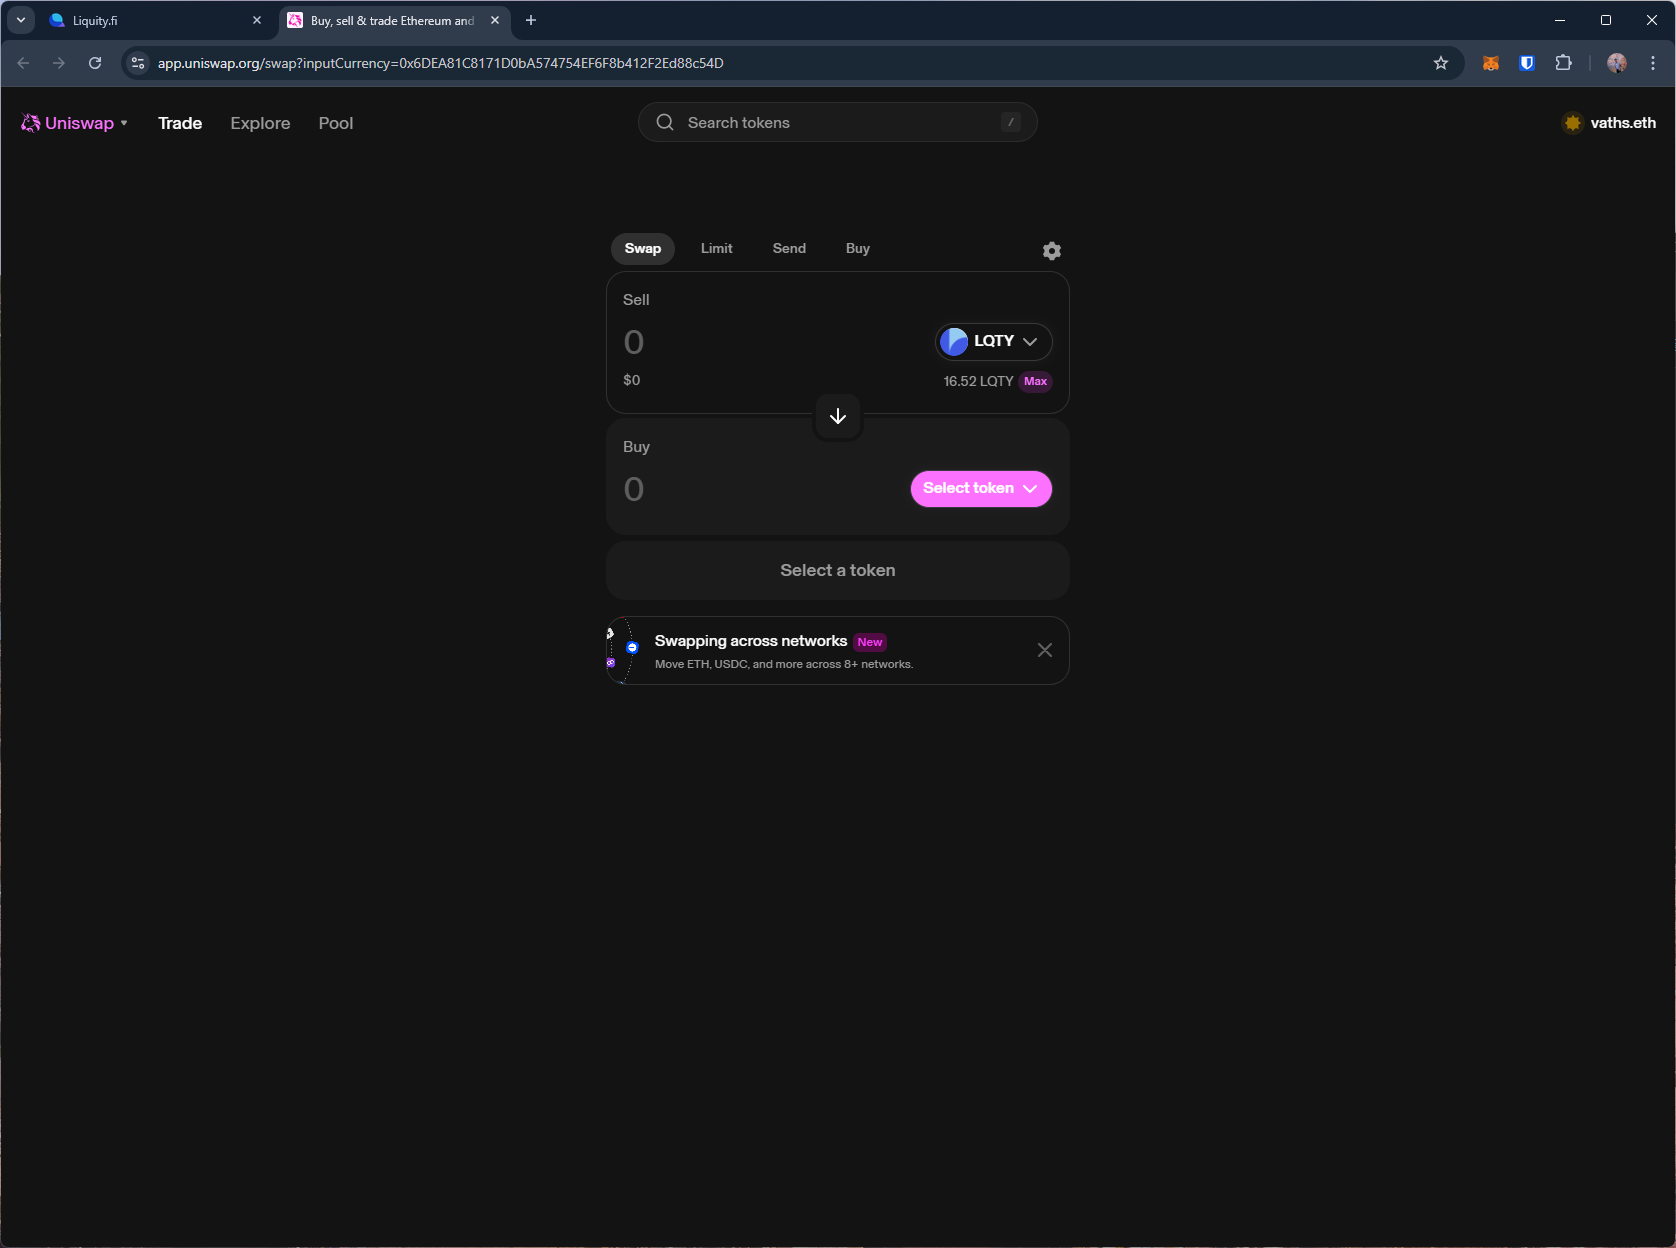 Liquity.fi
Buy, sell & trade Ethereum and
app.uniswap.org/swap?inputCurrency=0x6DEA81C8171D0bA574754EF6F8b412F2Ed88c54D
Uniswap
Trade
Explore
Pool
Search tokens
/
vaths.eth
Swap
Limit
Send
Buy
Sell
0
LQTY
$0
16.52 LQTY
Max
Buy
0
Select token
Select a token
Swapping across networks
New
Move ETH, USDC, and more across 8+ networks.